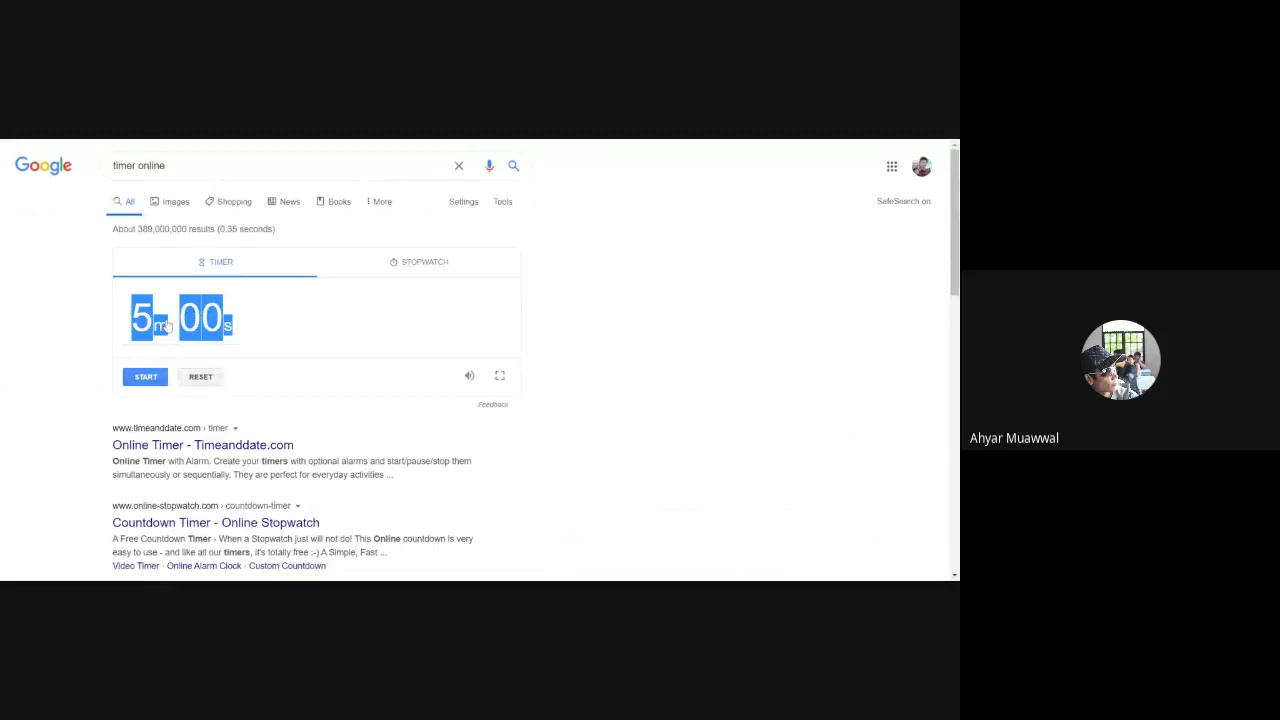 Google
timer online
All Images Shopping News Books More Settings Tools
SafeSearch on
About 389,000,000 results (0.35 seconds)
TIMER STOPWATCH
5m 00s
START RESET
Feedback
www.timeanddate.com › timer
Online Timer - Timeanddate.com
Online Timer with Alarm. Create your timers with optional alarms and start/pause/stop them
simultaneously or sequentially. They are perfect for everyday activities ...
www.online-stopwatch.com › countdown-timer
Countdown Timer - Online Stopwatch
A Free Countdown Timer - When a Stopwatch just will not do! This Online countdown is very
easy to use - and like all our timers, it's totally free :-) A Simple, Fast ...
Video Timer · Online Alarm Clock · Custom Countdown
Ahyar Muawwal